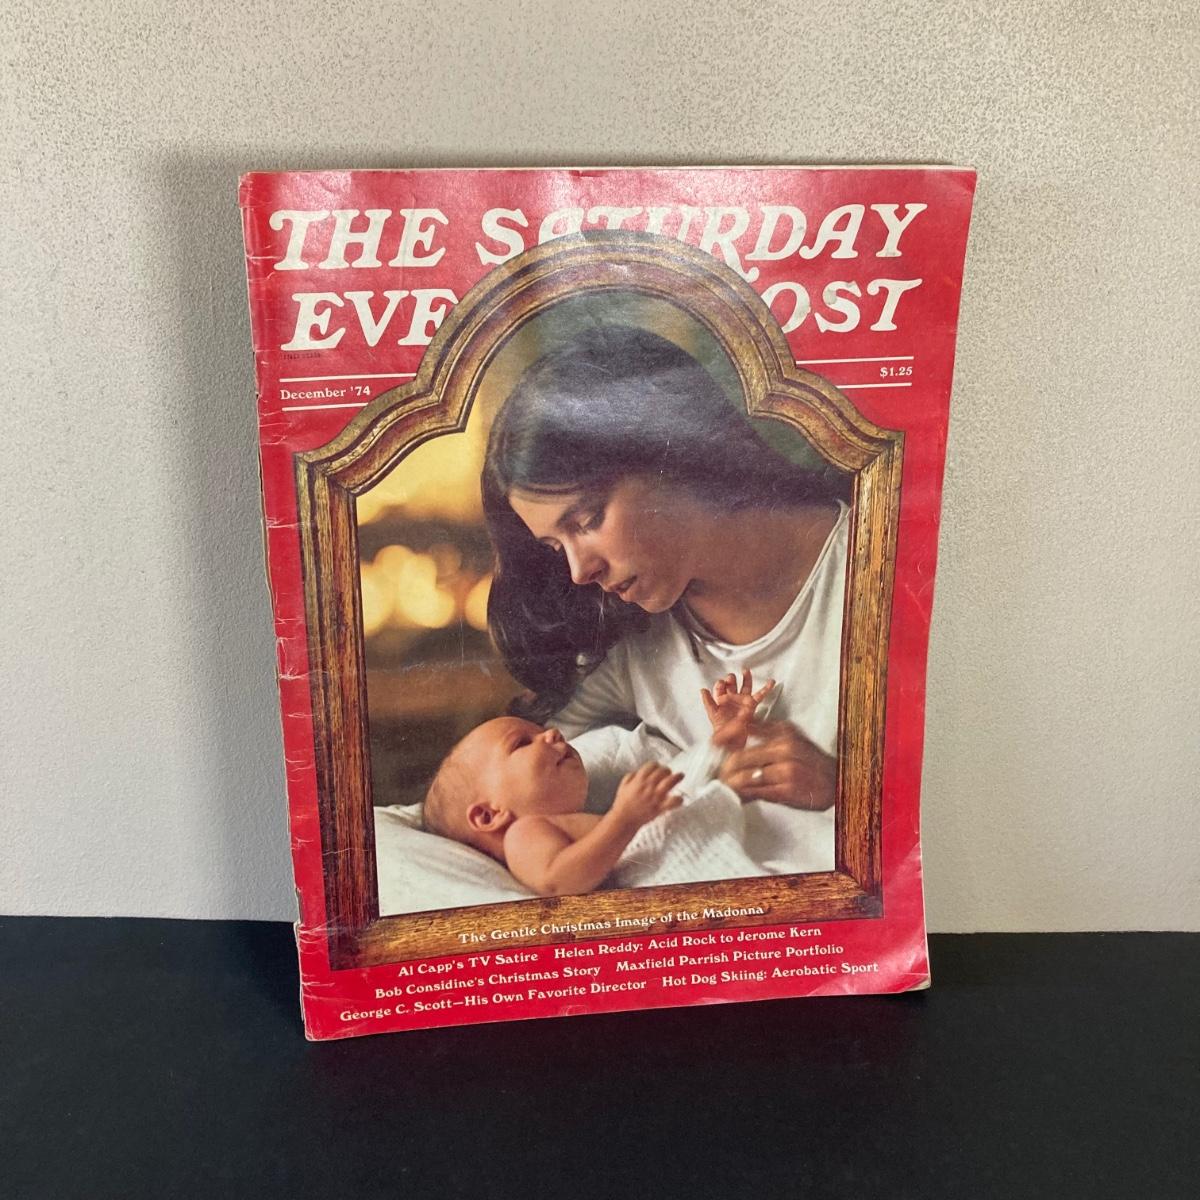 THE SATURDAY
EVE OST
$1.25
December '74
The Gentle Christmas Image of the Madonna
Al Capp's TV Satire Helen Reddy: Acid Rock to Jerome Kern
Bob Considine's Christmas Story Maxfield Parrish Picture Portfolio
George C. Scott—His Own Favorite Director Hot Dog Skiing: Aerobatic Sport